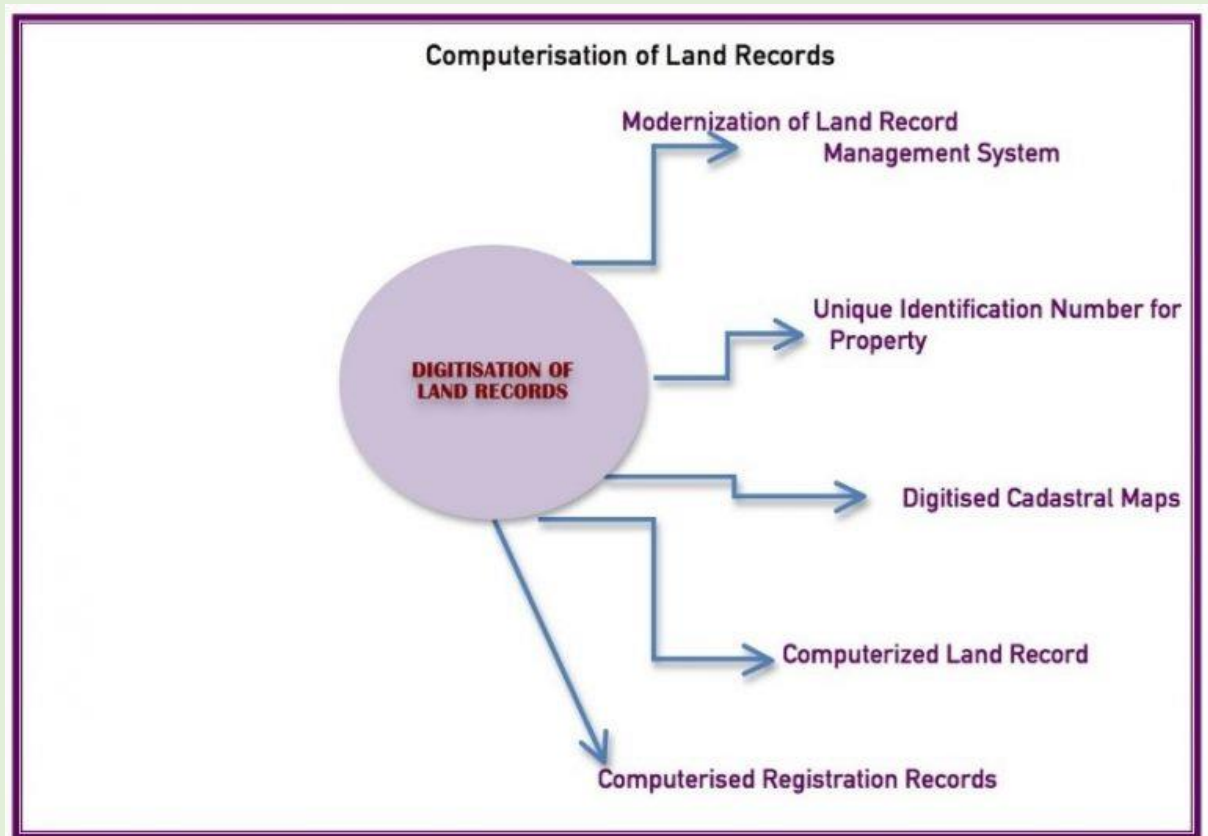 Computerisation of Land Records
Modernization of Land Record
Management System
Unique Identification Number for
Property
DIGITISATION OF
LAND RECORDS
Digitised Cadastral Maps
Computerized Land Record
Computerised Registration Records